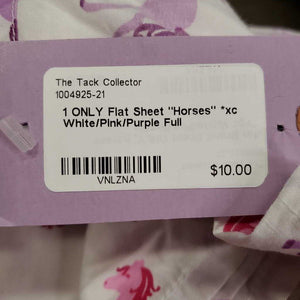 The Tack Collector
1004925-21
1 ONLY Flat Sheet "Horses" *xc
White/Pink/Purple Full
$10.00
VNLZNA